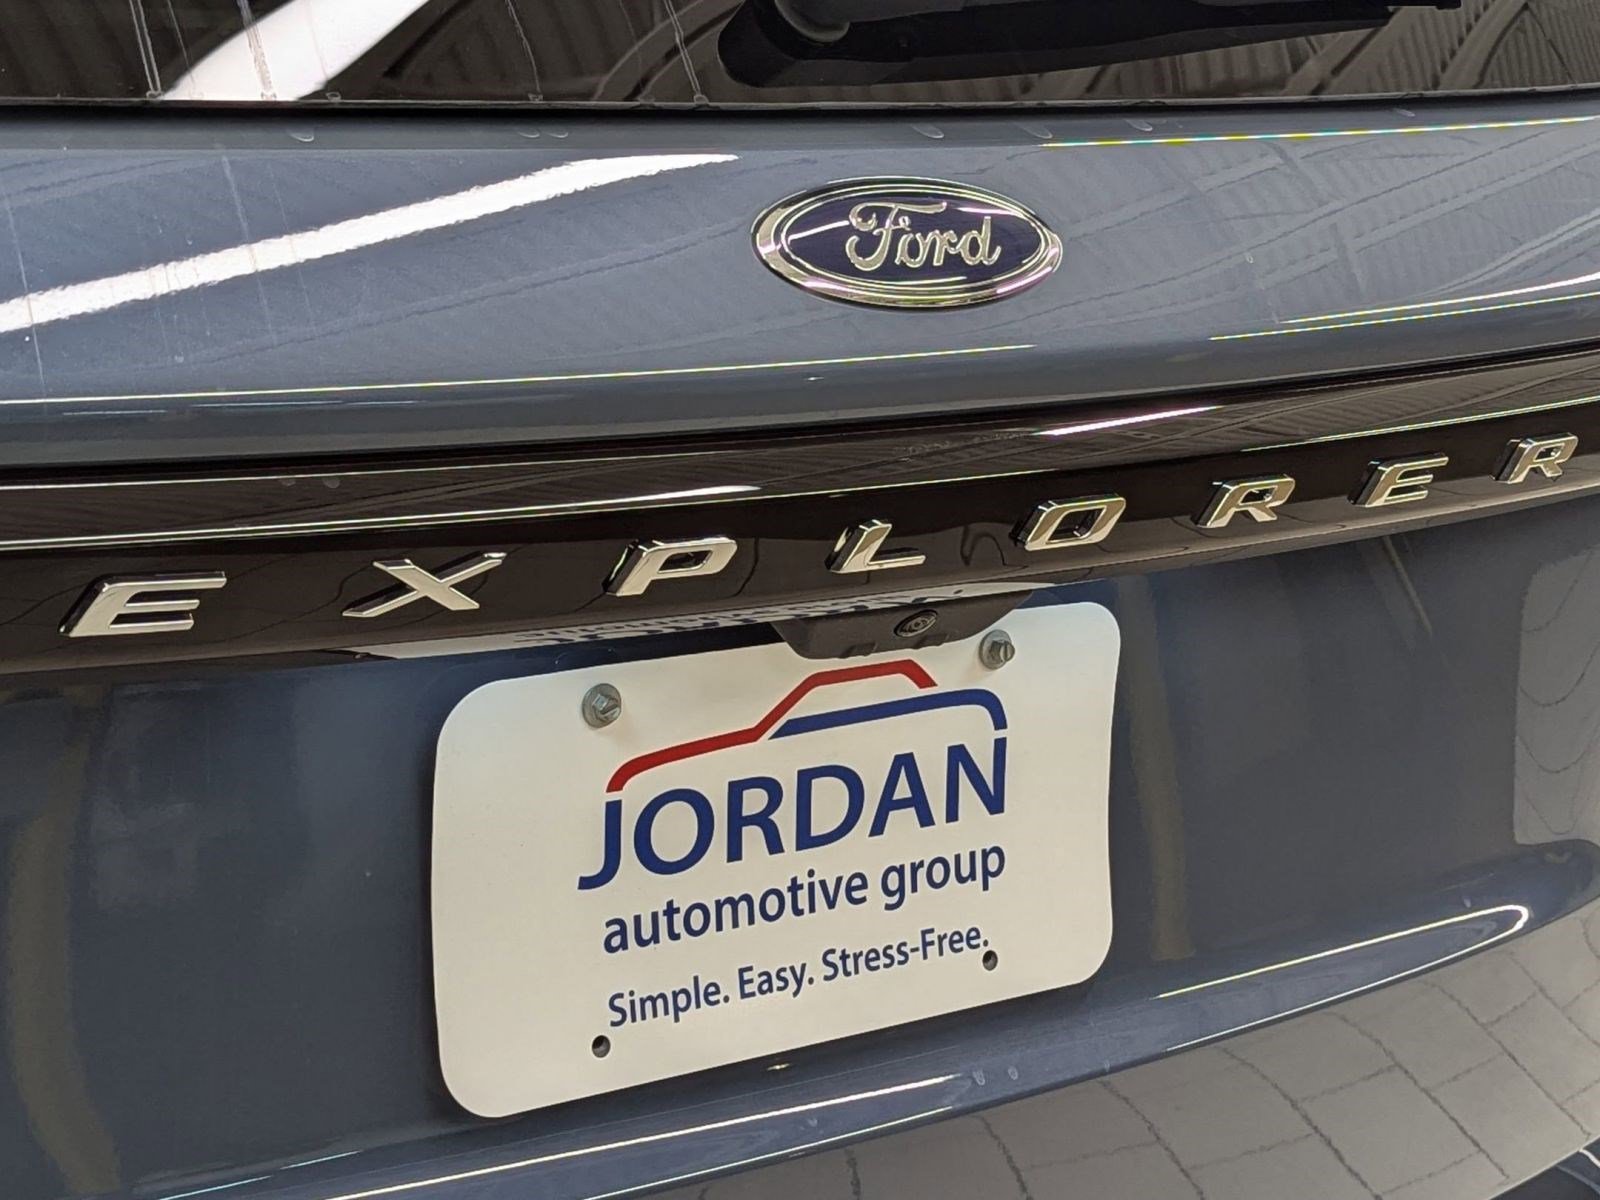 Ford
EXPLORER
JORDAN
automotive group
Simple. Easy. Stress-Free.